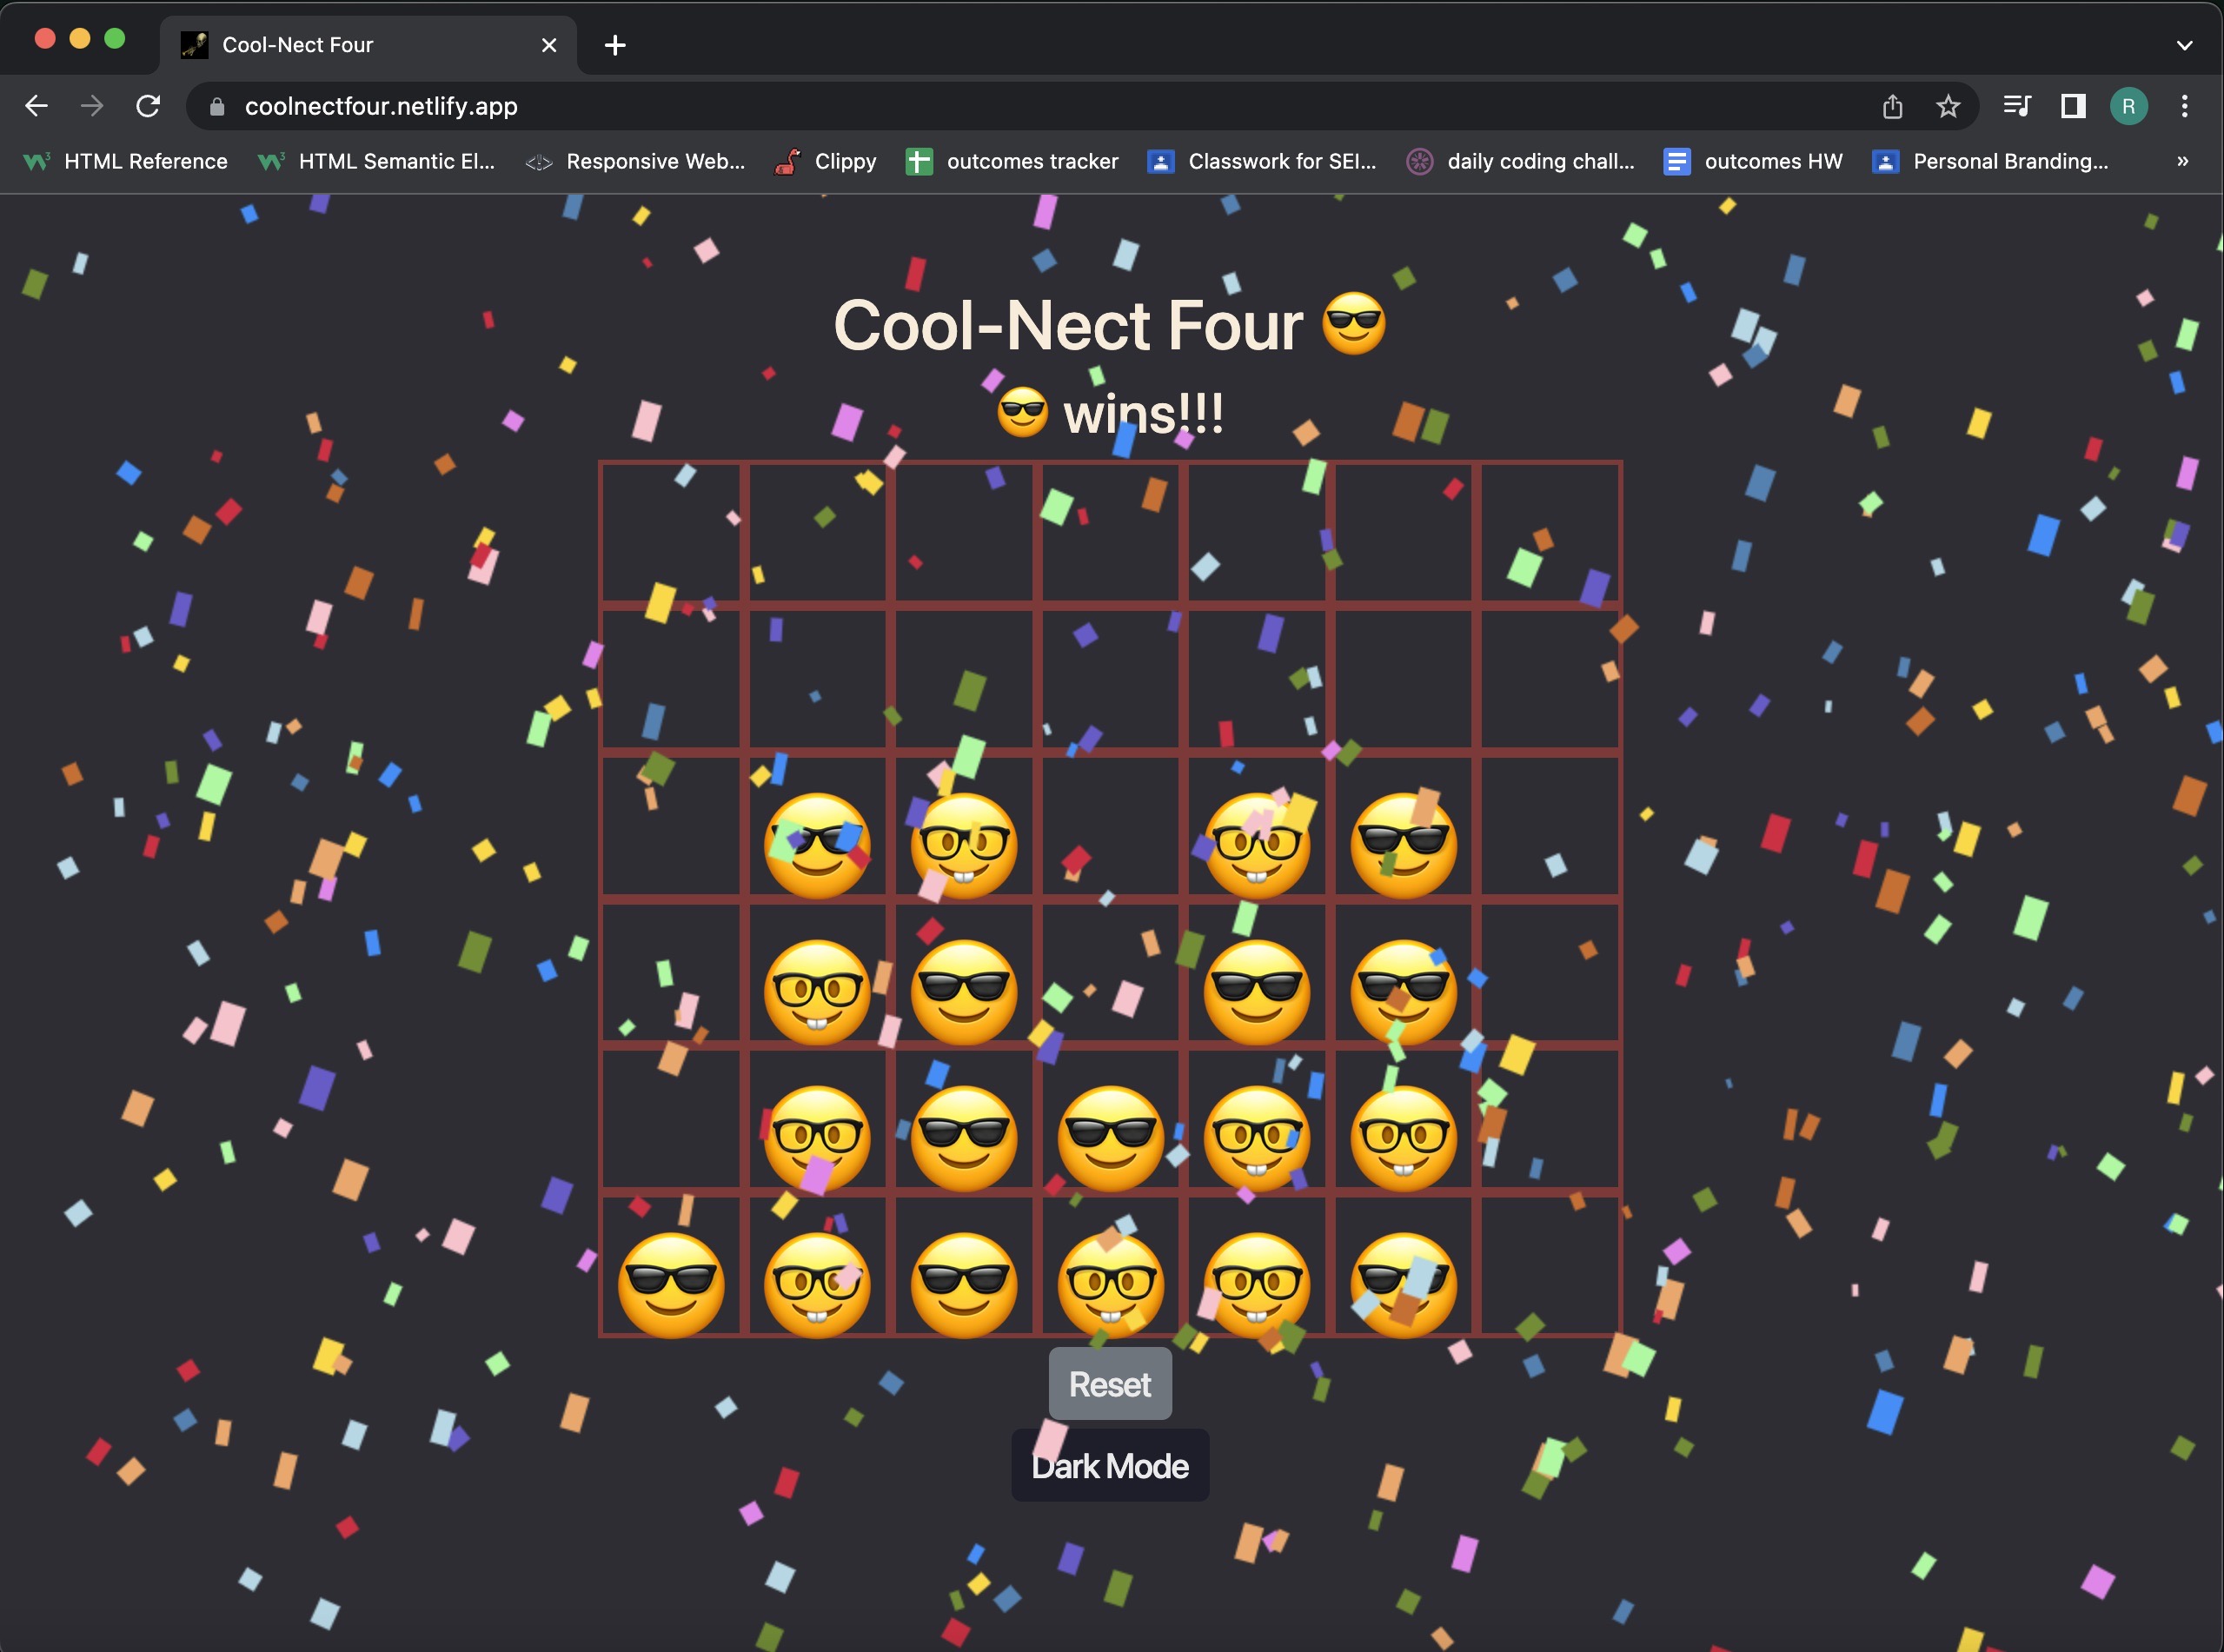 Cool-Nect Four
coolnectfour.netlify.app
R
HTML Reference
HTML Semantic El...
Responsive Web...
Clippy
outcomes tracker
Classwork for SEI...
daily coding chall...
outcomes HW
Personal Branding...
Cool-Nect Four 😎
😎 wins!!!
Reset
Dark Mode